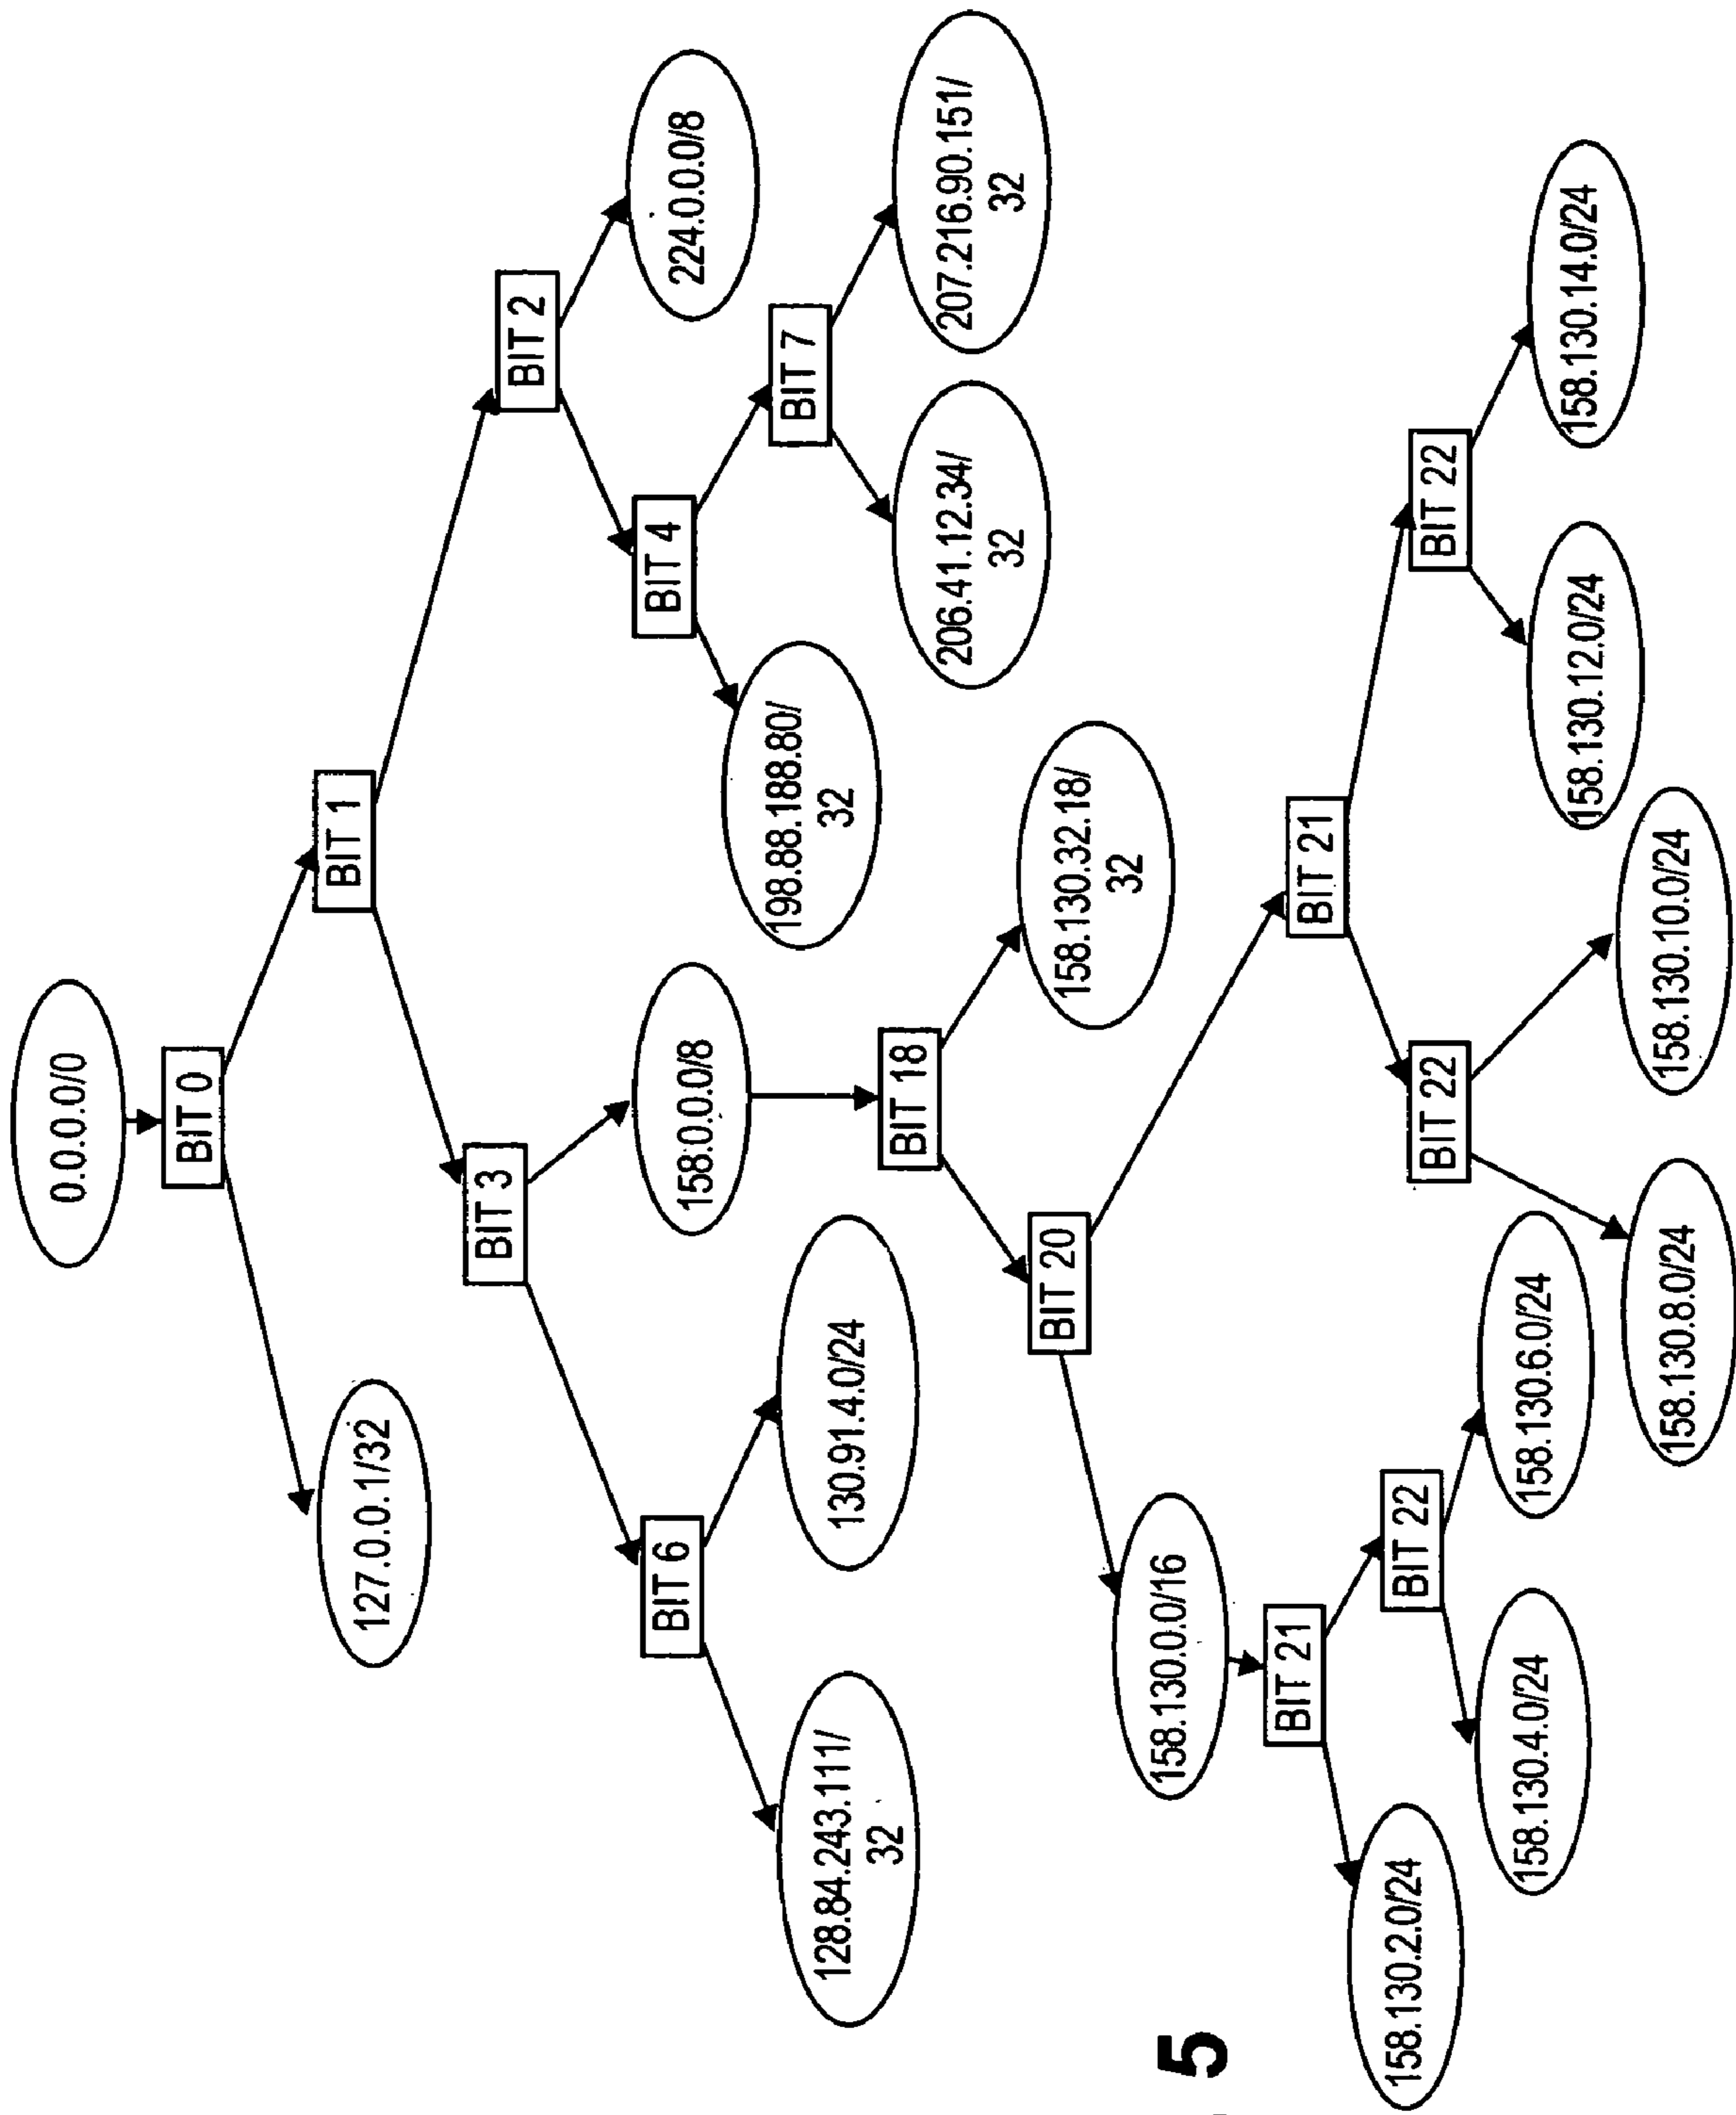 0.0.0.0/0
BIT 0
127.0.0.1/32
BIT 1
BIT 3
BIT 2
BIT 6
158.0.0.0/8
BIT 4
224.0.0.0/8
128.84.243.111/
32
130.91.4.0/24
198.88.188.80/
32
BIT 7
BIT 18
206.41.12.34/
32
207.216.90.151/
32
BIT 20
158.130.32.18/
32
158.130.0.0/16
BIT 21
BIT 21
158.130.2.0/24
BIT 22
BIT 22
BIT 22
158.130.4.0/24
158.130.6.0/24
158.130.8.0/24
158.130.10.0/24
158.130.12.0/24
158.130.14.0/24
5